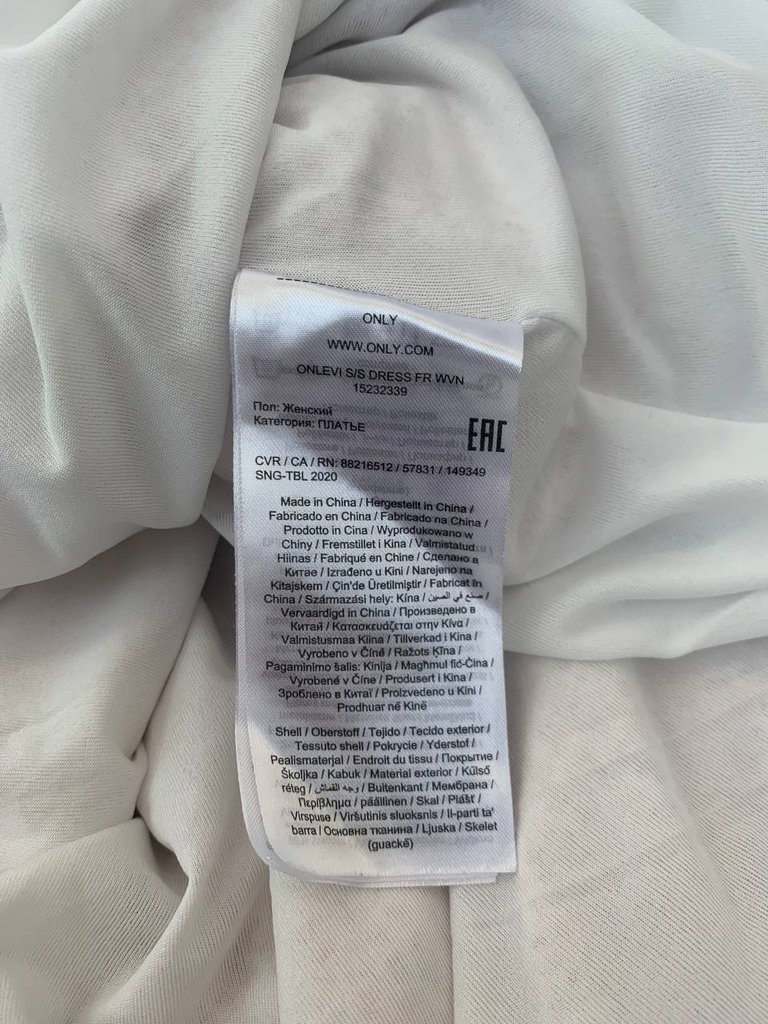 ONLY
WWW.ONLY.COM
ONLEVI S/S DRESS FR WVN
15232339
Пол: Женский
Категория: ПЛАТЬЕ
EAC
CVR / CA / RN: 88216512 / 57831 / 149349
SNG-TBL 2020
Made in China / Hergestellt in China /
Fabricado en China / Fabricado na China /
Prodotto in Cina / Wyprodukowano w
Chiny / Fremstillet i Kina / Valmistatud
Hiinas / Fabriqué en Chine / Сделано в
Китае / Izrađeno u Kini / Narejeno na
Kitajskem / Çin'de Üretilmiştir / Fabricat în
China / Származási hely: Kína / صنع في الصين /
Vervaardigd in China / Произведено в
Китай / Κατασκευάζεται στην Κίνα /
Valmistusmaa Kiina / Tillverkad i Kina /
Vyrobeno v Číně / Ražots Ķīna /
Pagaminimo šalis: Kinija / Magħmul fiċ-Ċina /
Vyrobené v Číne / Produsert i Kina /
Зроблено в Китаї / Proizvedeno u Kini /
Prodhuar në Kinë
Shell / Oberstoff / Tejido / Tecido exterior /
Tessuto shell / Pokrycie / Yderstof /
Pealismaterjal / Endroit du tissu / Покрытие /
Školjka / Kabuk / Material exterior / Külső
réteg / وجه القماش / Buitenkant / Мембрана /
Περίβλημα / päällinen / Skal / Plášť /
Virspuse / Viršutinis sluoksnis / Il-parti ta'
barra / Основна тканина / Ljuska / Skelet
(guackë)